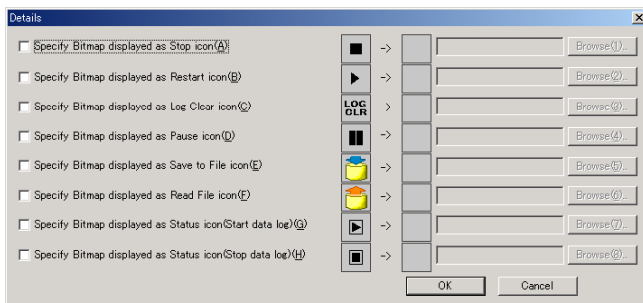 Details
Specify Bitmap displayed as Stop icon(A) -> Browse(1)...
Specify Bitmap displayed as Restart icon(B) -> Browse(2)...
Specify Bitmap displayed as Log Clear icon(C) LOG CLR > Browse(3)...
Specify Bitmap displayed as Pause icon(D) -> Browse(4)...
Specify Bitmap displayed as Save to File icon(E) -> Browse(5)...
Specify Bitmap displayed as Read File icon(F) -> Browse(6)...
Specify Bitmap displayed as Status icon(Start data log)(G) -> Browse(7)...
Specify Bitmap displayed as Status icon(Stop data log)(H) -> Browse(8)...
OK Cancel